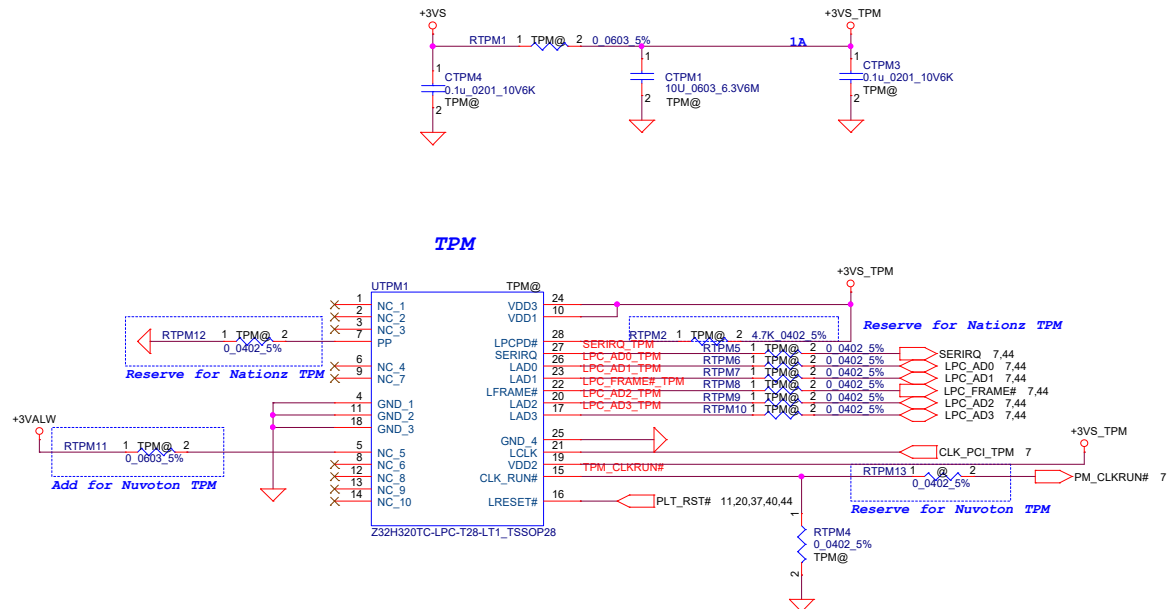 +3VS
+3VS_TPM
RTPM1 1 TPM@ 2 0_0603_5%
1A
1
CTPM4
0.1u_0201_10V6K
TPM@
2
1
CTPM1
10U_0603_6.3V6M
TPM@
2
1
CTPM3
0.1u_0201_10V6K
TPM@
2
TPM
+3VS_TPM
UTPM1 TPM@
1 NC_1
2 NC_2
3 NC_3
7 PP
6 NC_4
9 NC_7
4 GND_1
11 GND_2
18 GND_3
5 NC_5
8 NC_6
12 NC_8
13 NC_9
14 NC_10
VDD3 24
VDD1 10
LPCPD# 28
SERIRQ 27
LAD0 26
LAD1 23
LFRAME# 22
LAD2 20
LAD3 17
GND_4 25
LCLK 21
VDD2 19
CLK_RUN# 15
LRESET# 16
Z32H320TC-LPC-T28-LT1_TSSOP28
RTPM12 1 TPM@ 2
0_0402_5%
Reserve for Nationz TPM
+3VALW
RTPM11 1 TPM@ 2
0_0603_5%
Add for Nuvoton TPM
RTPM2 1 TPM@ 2 4.7K_0402_5%
Reserve for Nationz TPM
SERIRQ_TPM RTPM5 1 TPM@ 2 0_0402_5% SERIRQ 7,44
LPC_AD0_TPM RTPM6 1 TPM@ 2 0_0402_5% LPC_AD0 7,44
LPC_AD1_TPM RTPM7 1 TPM@ 2 0_0402_5% LPC_AD1 7,44
LPC_FRAME#_TPM RTPM8 1 TPM@ 2 0_0402_5% LPC_FRAME# 7,44
LPC_AD2_TPM RTPM9 1 TPM@ 2 0_0402_5% LPC_AD2 7,44
LPC_AD3_TPM RTPM10 1 TPM@ 2 0_0402_5% LPC_AD3 7,44
+3VS_TPM
CLK_PCI_TPM 7
TPM_CLKRUN#
RTPM13 1 @ 2
0_0402_5%
PM_CLKRUN# 7
Reserve for Nuvoton TPM
PLT_RST# 11,20,37,40,44
1
RTPM4
0_0402_5%
TPM@
2